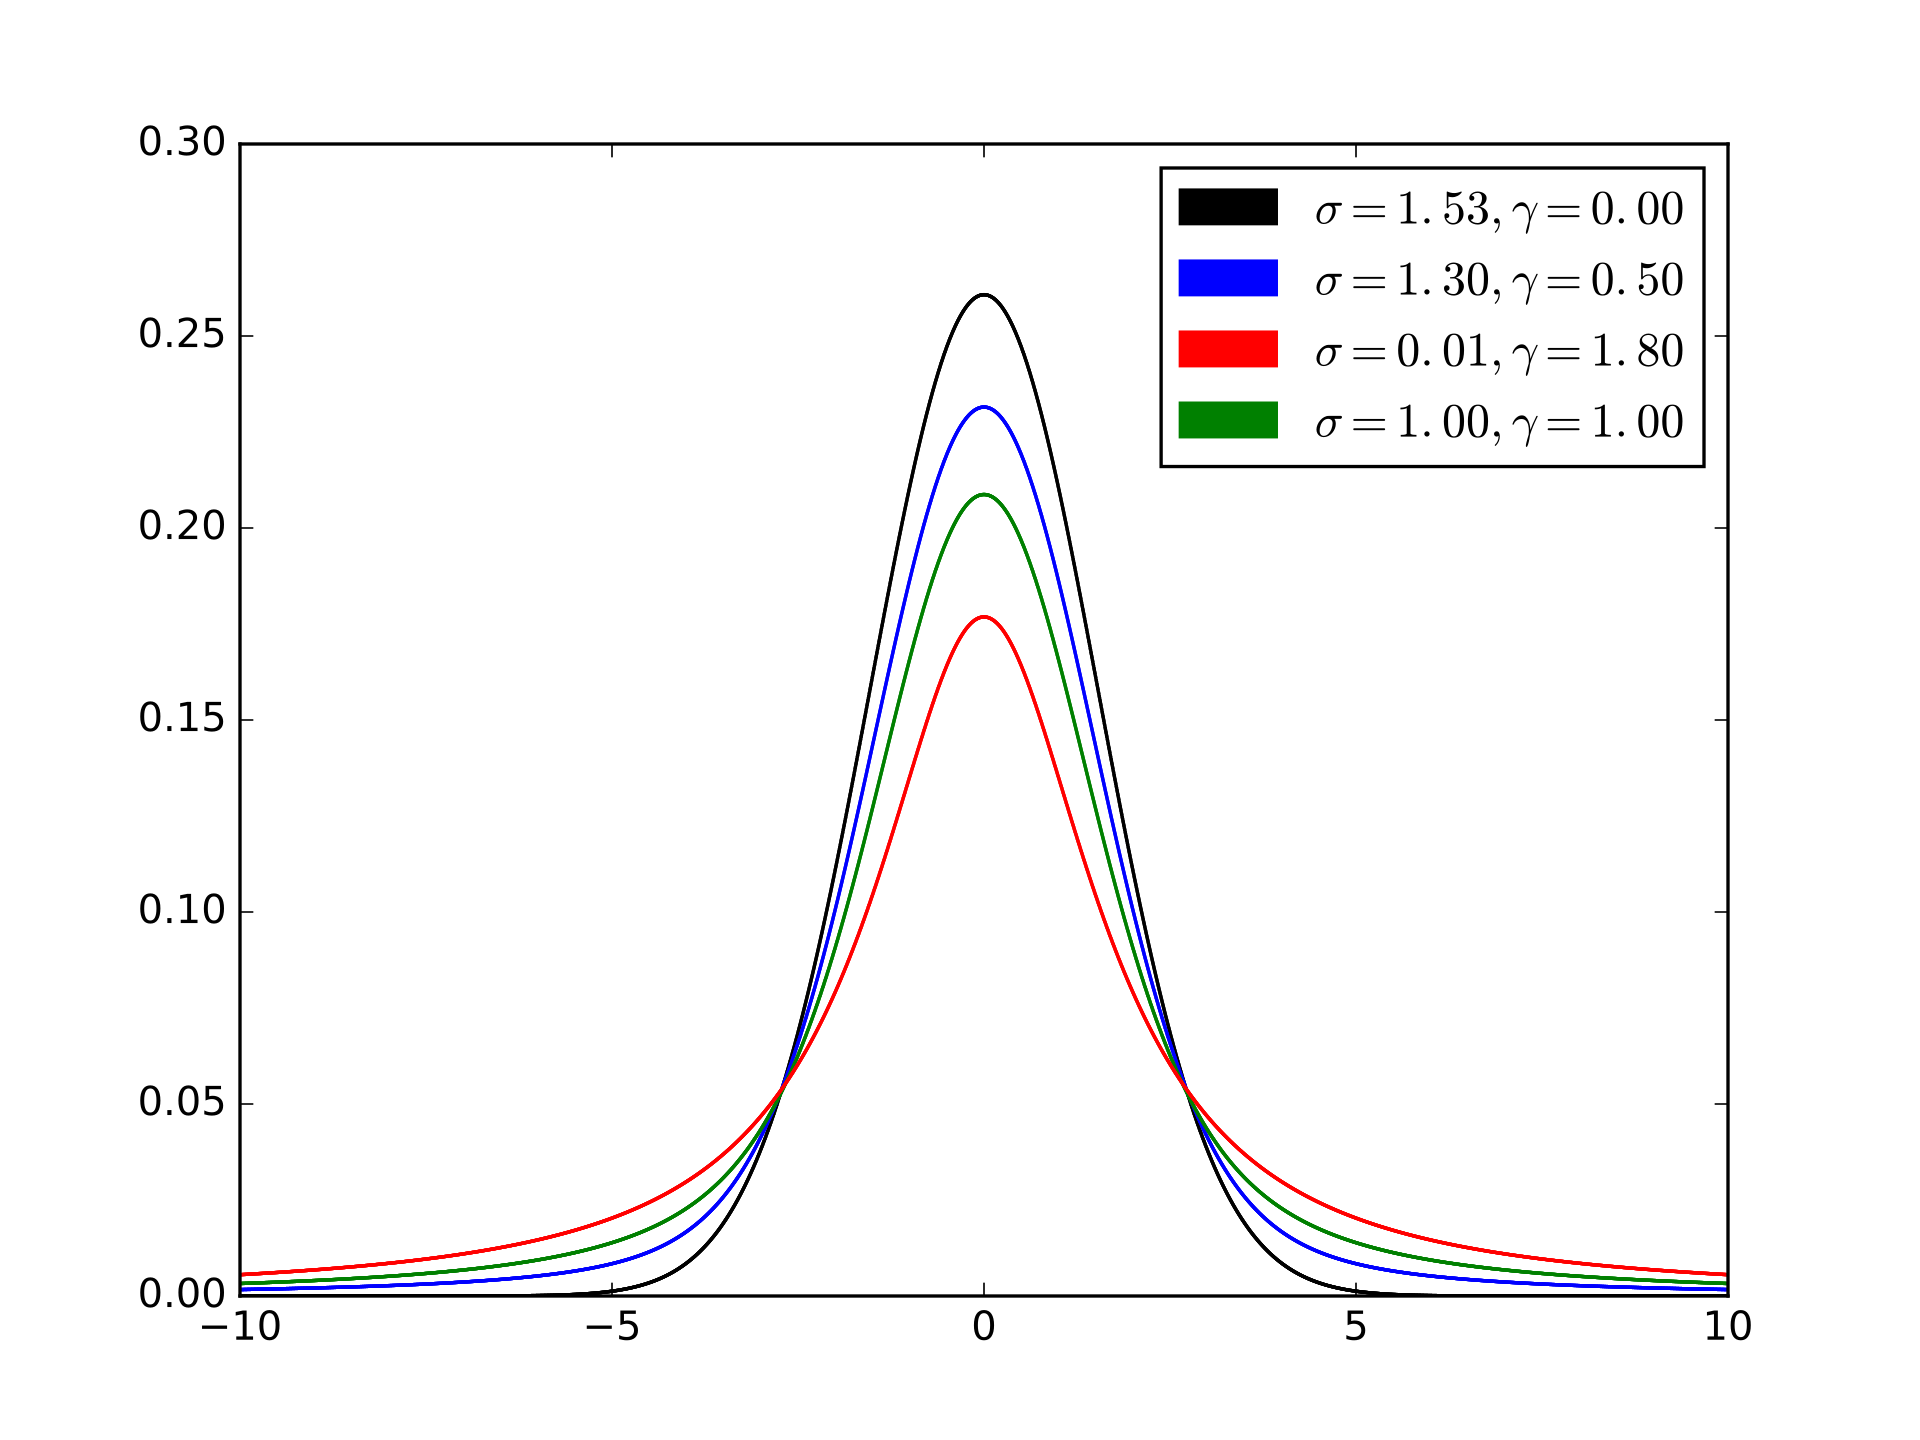 0.30
0.25
0.20
0.15
0.10
0.05
0.00
−10 −5 0 5 10
σ = 1.53, γ = 0.00
σ = 1.30, γ = 0.50
σ = 0.01, γ = 1.80
σ = 1.00, γ = 1.00